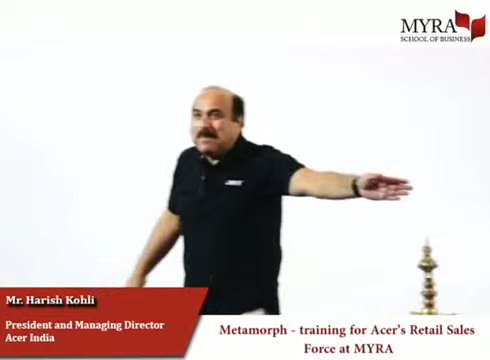 MYRA
SCHOOL OF BUSINESS
Mr. Harish Kohli
President and Managing Director
Acer India
Metamorph - training for Acer's Retail Sales
Force at MYRA